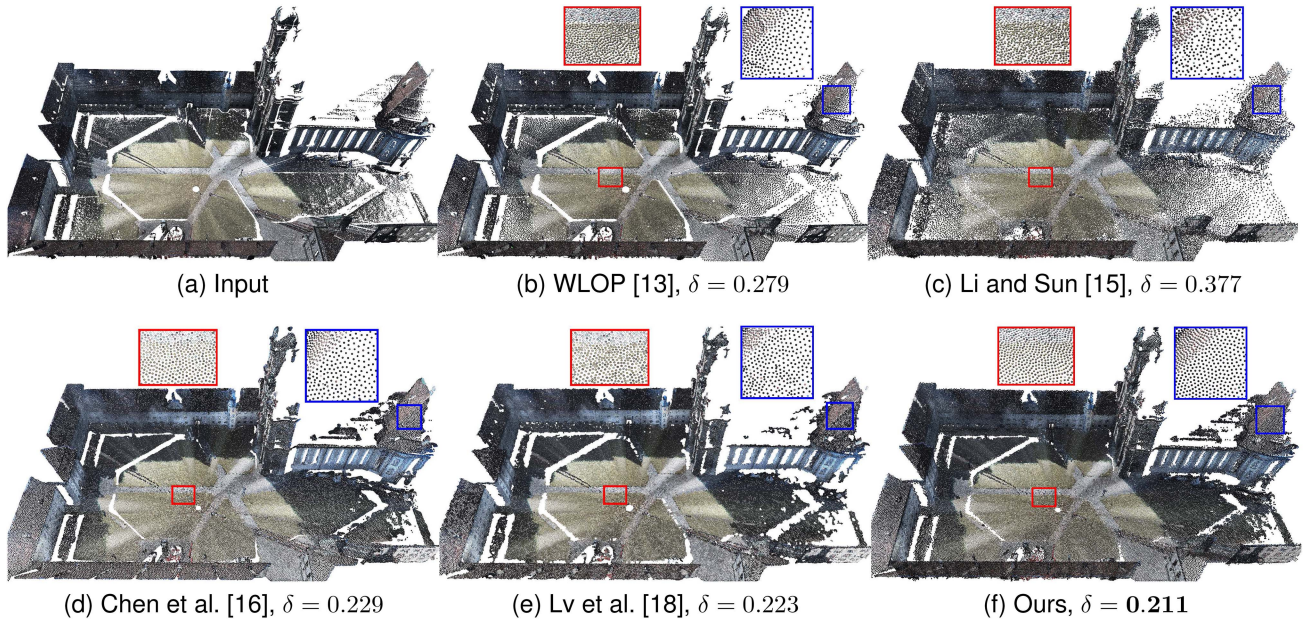 (a) Input
(b) WLOP [13], δ = 0.279
(c) Li and Sun [15], δ = 0.377
(d) Chen et al. [16], δ = 0.229
(e) Lv et al. [18], δ = 0.223
(f) Ours, δ = 0.211